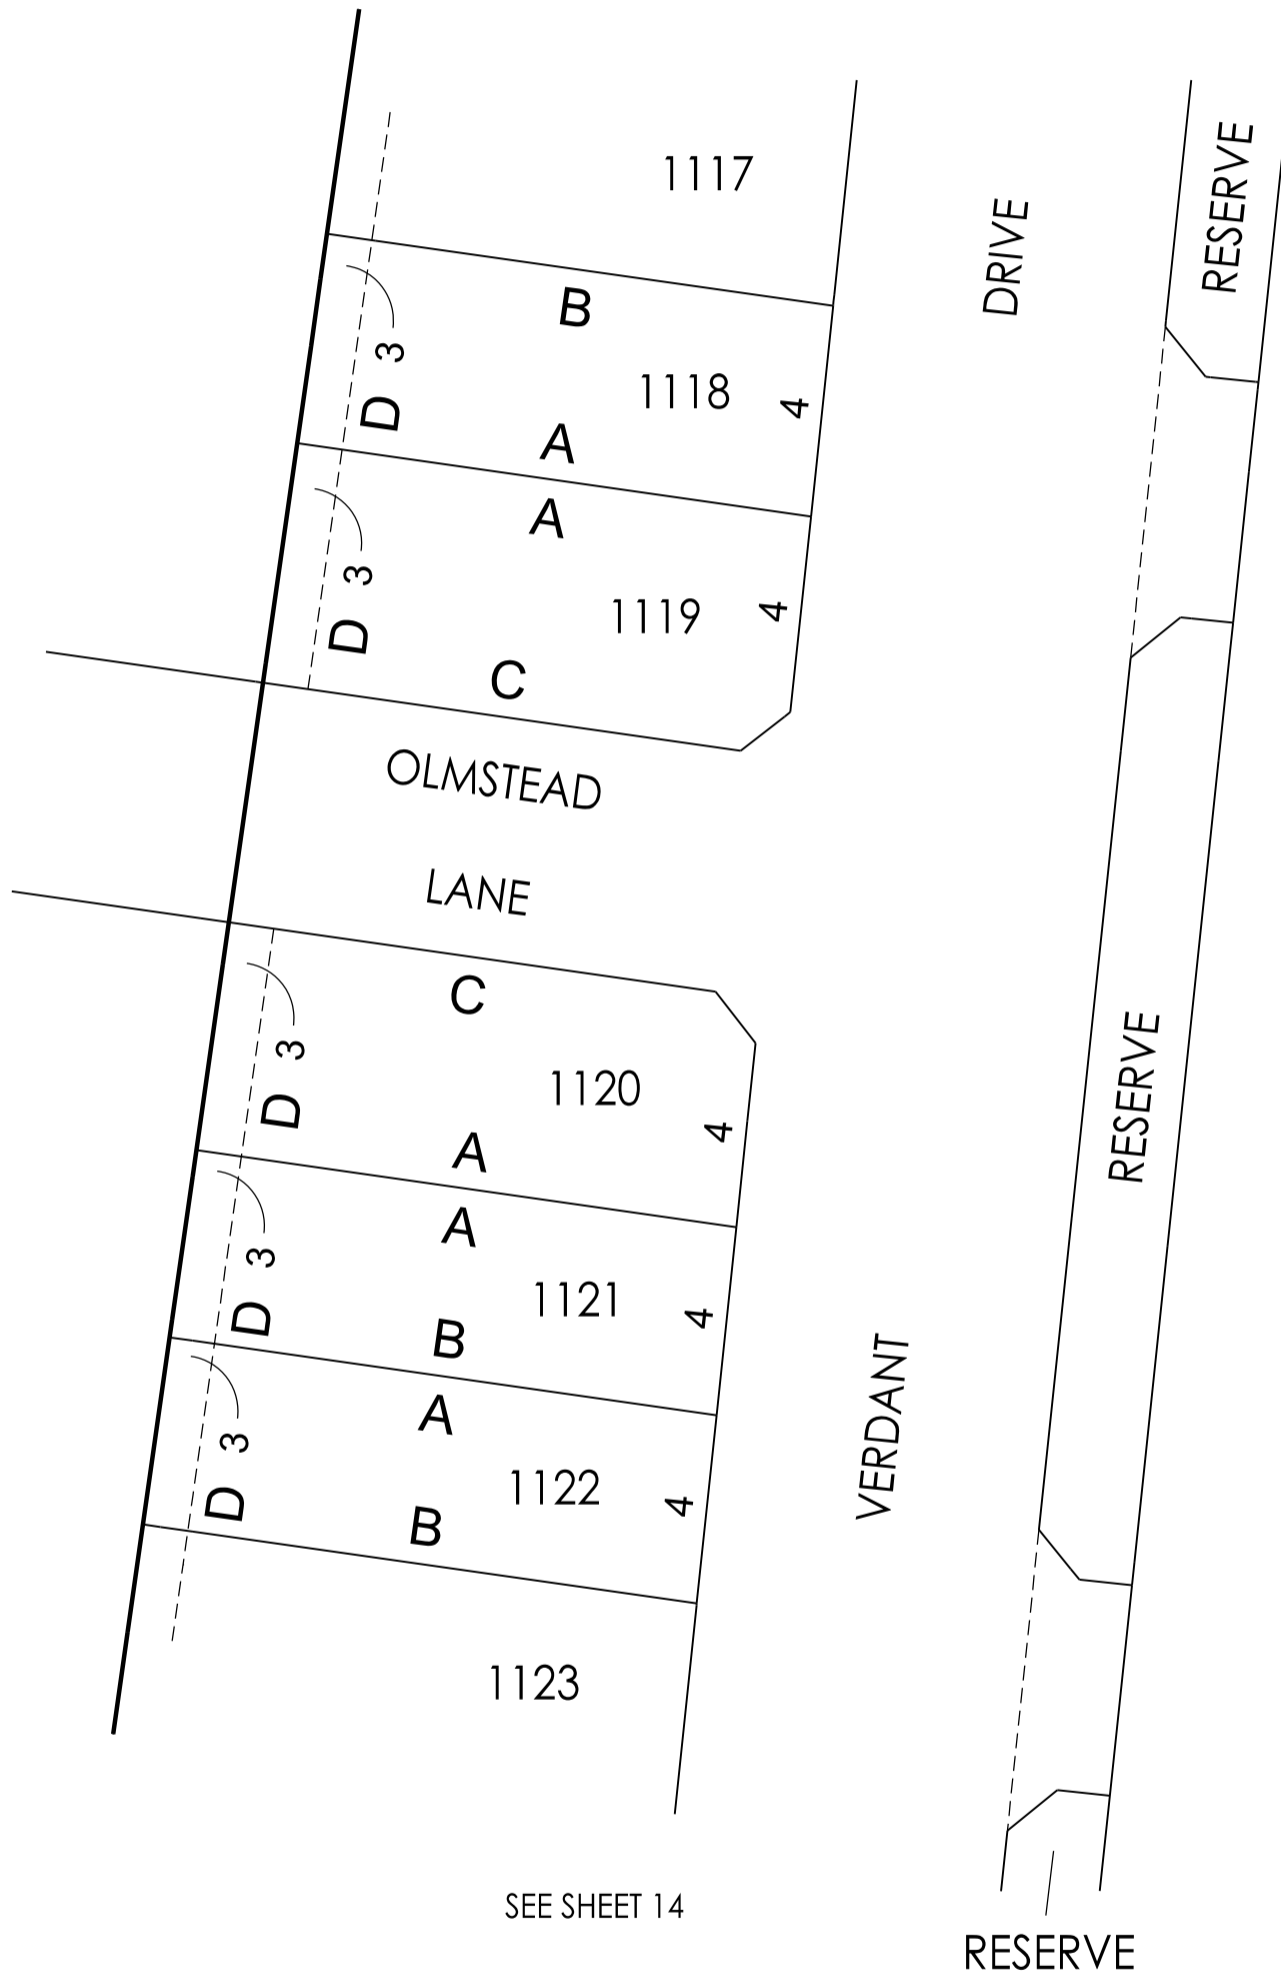 1117
DRIVE
RESERVE
B
3
1118
4
D
A
A
3
1119
4
D
C
OLMSTEAD
LANE
C
3
1120
4
D
A
RESERVE
A
3
1121
4
D
B
VERDANT
A
3
1122
4
D
B
1123
SEE SHEET 14
RESERVE